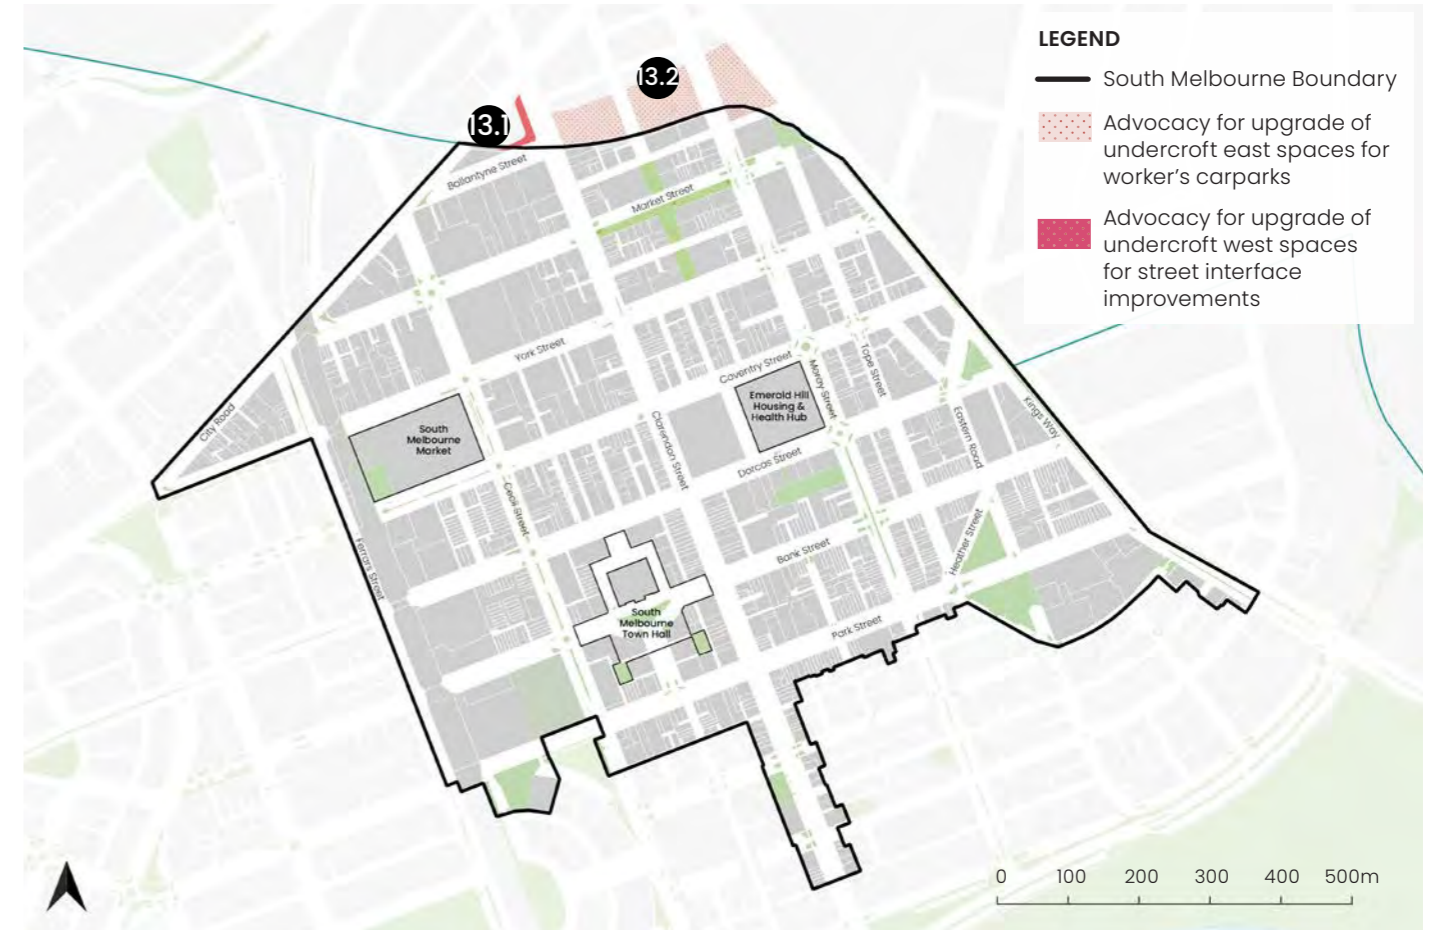 LEGEND
South Melbourne Boundary
Advocacy for upgrade of
undercroft east spaces for
worker's carparks
Advocacy for upgrade of
undercroft west spaces
for street interface
improvements
13.2
13.1
Ballantyne Street
Market Street
York Street
Coventry Street
Moray Street
Tope Street
Emerald Hill
Housing &
Health Hub
City Road
South
Melbourne
Market
Clarendon Street
Eastern Road
Kings Way
Dorcas Street
Cecil Street
Ferrars Street
Bank Street
Heather Street
South
Melbourne
Town Hall
Park Street
0 100 200 300 400 500m